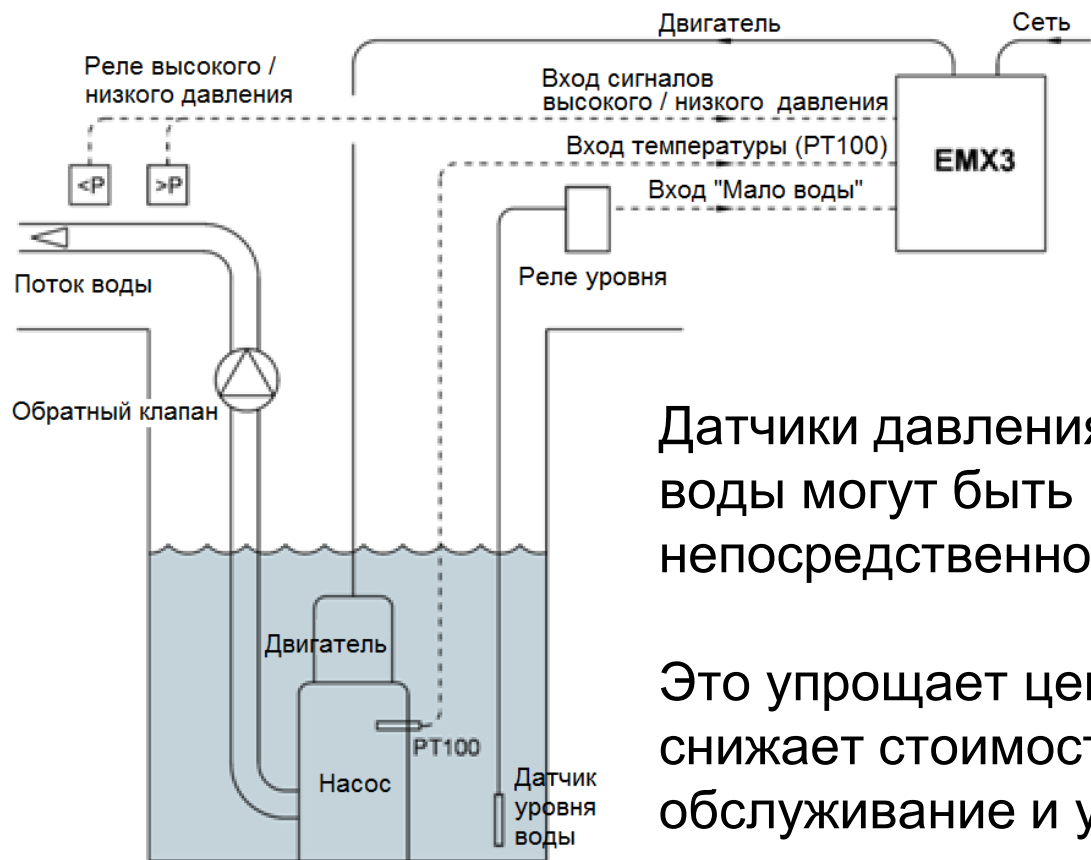 Двигатель
Сеть
Реле высокого /
низкого давления
Вход сигналов
высокого / низкого давления
Вход температуры (PT100)
EMX3
<P
>P
Вход "Мало воды"
Поток воды
Реле уровня
Обратный клапан
Датчики давления
воды могут быть
непосредственно
Двигатель
Это упрощает
снижает
обслуживание и
PT100
Насос
Датчик
уровня
воды